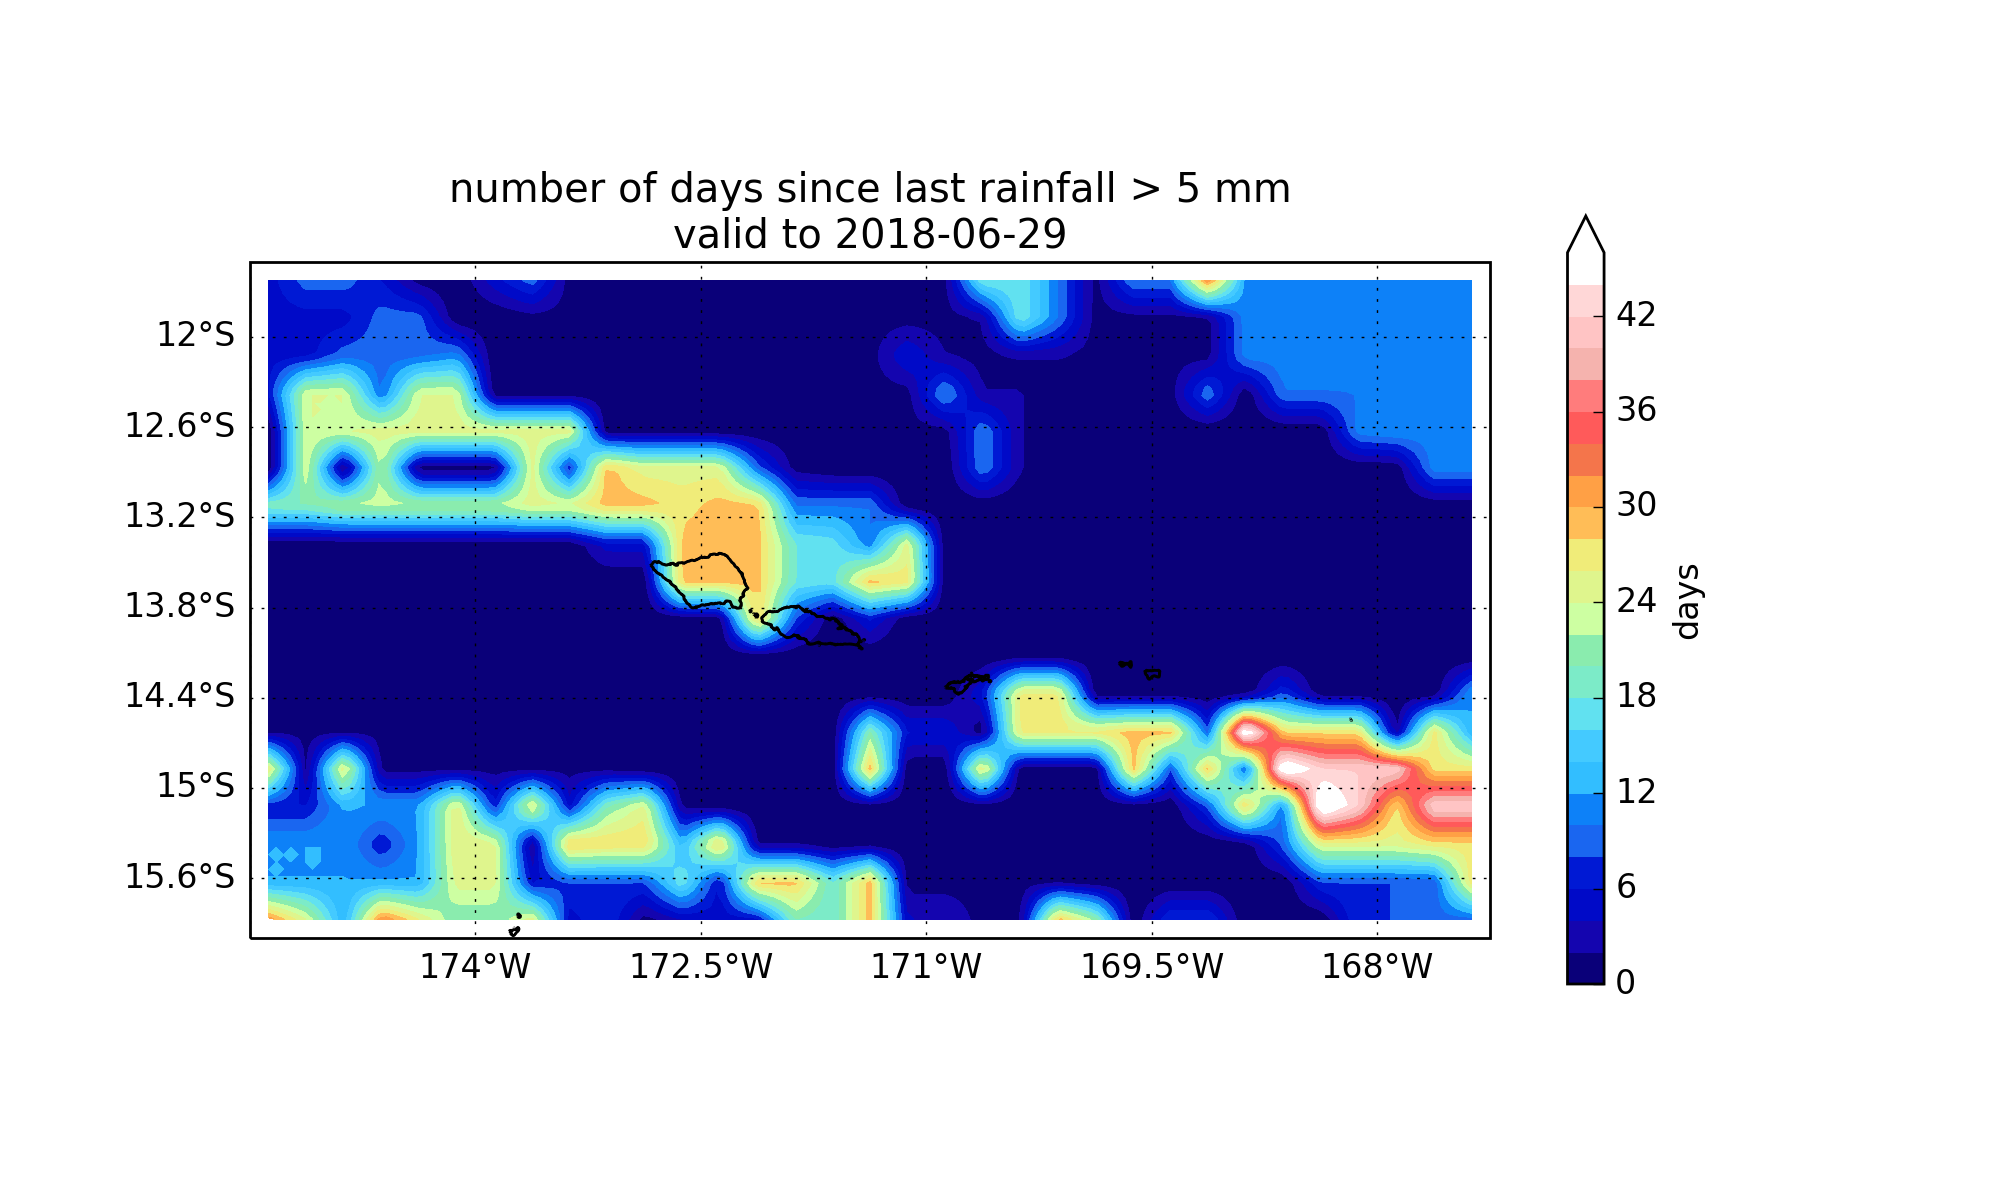 number of days since last rainfall > 5 mm
valid to 2018-06-29
12°S
12.6°S
13.2°S
13.8°S
14.4°S
15°S
15.6°S
174°W
172.5°W
171°W
169.5°W
168°W
42
36
30
24
18
12
6
0
days